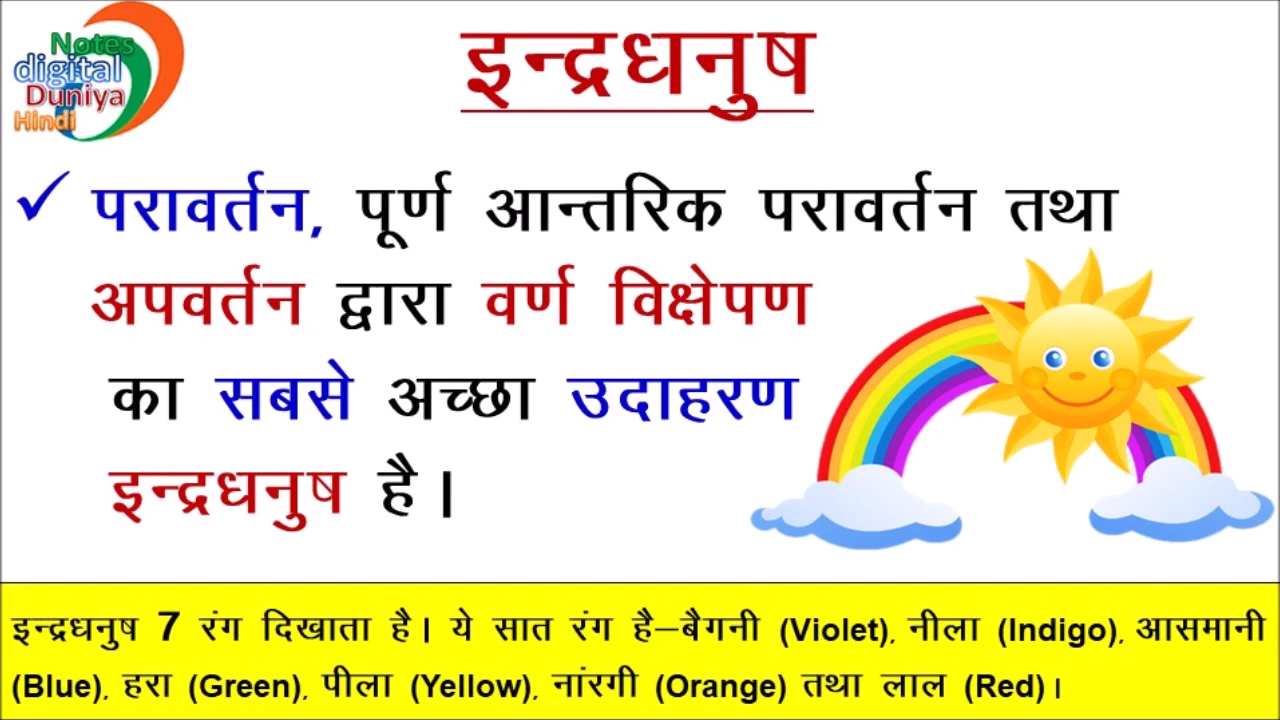 Notes
digital
Duniya
Hindi
इन्द्रधनुष
✓ परावर्तन, पूर्ण आन्तरिक परावर्तन तथा
अपवर्तन द्वारा वर्ण विक्षेपण
का सबसे अच्छा उदाहरण
इन्द्रधनुष है।
इन्द्रधनुष 7 रंग दिखाता है। ये सात रंग है–बैगनी (Violet), नीला (Indigo), आसमानी
(Blue), हरा (Green), पीला (Yellow), नांरगी (Orange) तथा लाल (Red)।